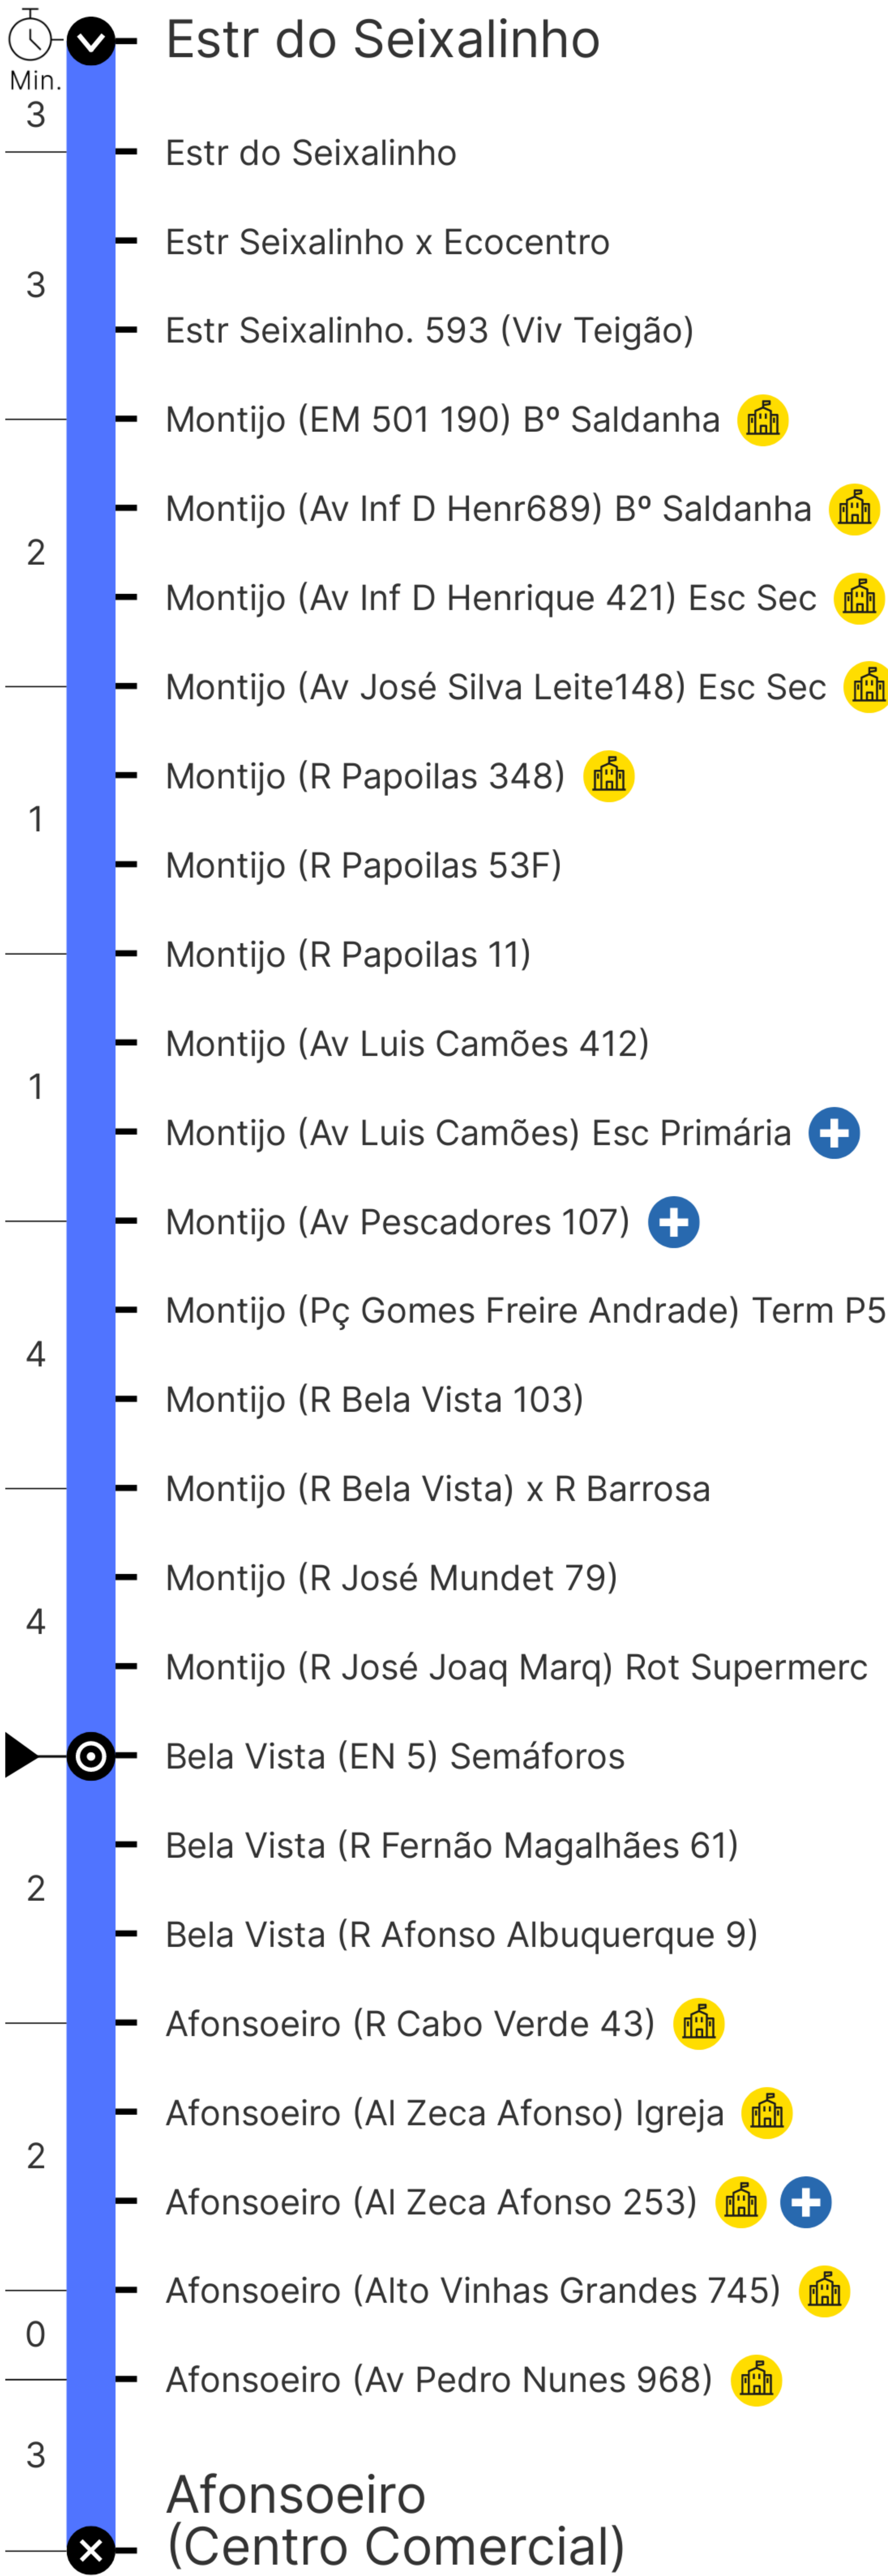 Estr do Seixalinho
Min.
3
Estr do Seixalinho
Estr Seixalinho x Ecocentro
3
Estr Seixalinho. 593 (Viv Teigão)
Montijo (EM 501 190) Bº Saldanha
Montijo (Av Inf D Henr689) Bº Saldanha
2
Montijo (Av Inf D Henrique 421) Esc Sec
Montijo (Av José Silva Leite148) Esc Sec
Montijo (R Papoilas 348)
1
Montijo (R Papoilas 53F)
Montijo (R Papoilas 11)
Montijo (Av Luis Camões 412)
1
Montijo (Av Luis Camões) Esc Primária
Montijo (Av Pescadores 107)
Montijo (Pç Gomes Freire Andrade) Term P5
4
Montijo (R Bela Vista 103)
Montijo (R Bela Vista) x R Barrosa
Montijo (R José Mundet 79)
4
Montijo (R José Joaq Marq) Rot Supermerc
Bela Vista (EN 5) Semáforos
Bela Vista (R Fernão Magalhães 61)
2
Bela Vista (R Afonso Albuquerque 9)
Afonsoeiro (R Cabo Verde 43)
Afonsoeiro (Al Zeca Afonso) Igreja
2
Afonsoeiro (Al Zeca Afonso 253)
Afonsoeiro (Alto Vinhas Grandes 745)
0
Afonsoeiro (Av Pedro Nunes 968)
3
Afonsoeiro
(Centro Comercial)